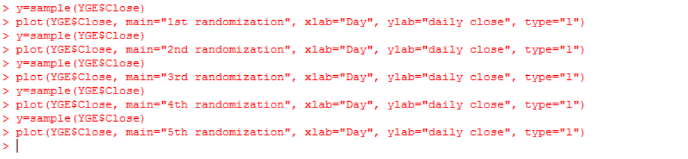 > y=sample(YGE$Close)
> plot(YGE$Close, main="1st randomization", xlab="Day", ylab="daily close", type="l")
> y=sample(YGE$Close)
> plot(YGE$Close, main="2nd randomization", xlab="Day", ylab="daily close", type="l")
> y=sample(YGE$Close)
> plot(YGE$Close, main="3rd randomization", xlab="Day", ylab="daily close", type="l")
> y=sample(YGE$Close)
> plot(YGE$Close, main="4th randomization", xlab="Day", ylab="daily close", type="l")
> y=sample(YGE$Close)
> plot(YGE$Close, main="5th randomization", xlab="Day", ylab="daily close", type="l")
>